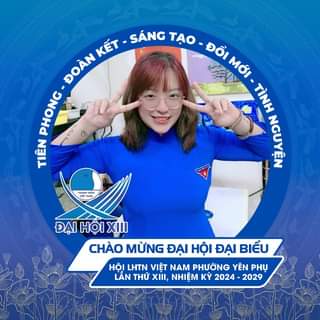 TIÊN PHONG - ĐOÀN KẾT - SÁNG TẠO - ĐỔI MỚI - TÌNH NGUYỆN
ĐẠI HỘI XIII
CHÀO MỪNG ĐẠI HỘI ĐẠI BIỂU
HỘI LHTN VIỆT NAM PHƯỜNG YÊN PHỤ
LẦN THỨ XIII, NHIỆM KỲ 2024 - 2029